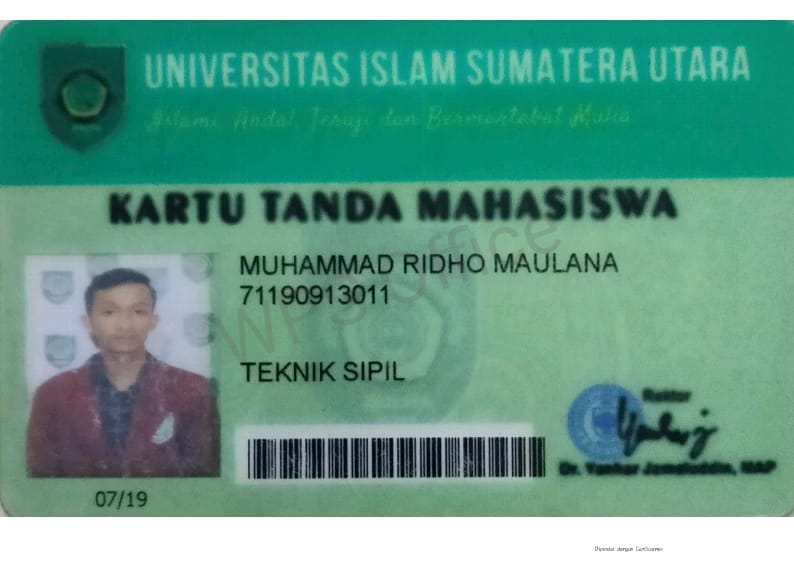 UNIVERSITAS ISLAM SUMATERA UTARA
Islami, Andal, Teruji dan Bermartabat Mulia
KARTU TANDA MAHASISWA
MUHAMMAD RIDHO MAULANA
71190913011
TEKNIK SIPIL
07/19
Rektor
Dr. Yanhar Jamaluddin, MAP
WPS Office
Dipindai dengan CamScanner